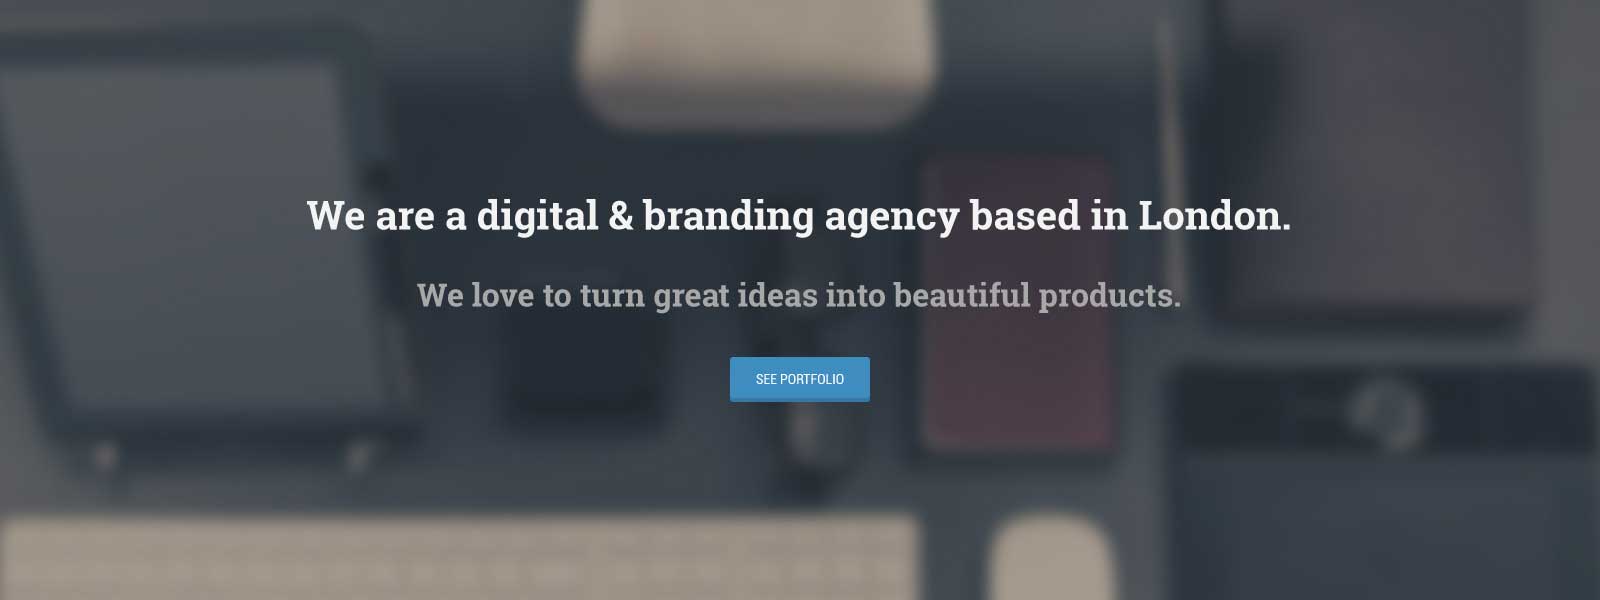 We are a digital & branding agency based in London.
We love to turn great ideas into beautiful products.
SEE PORTFOLIO